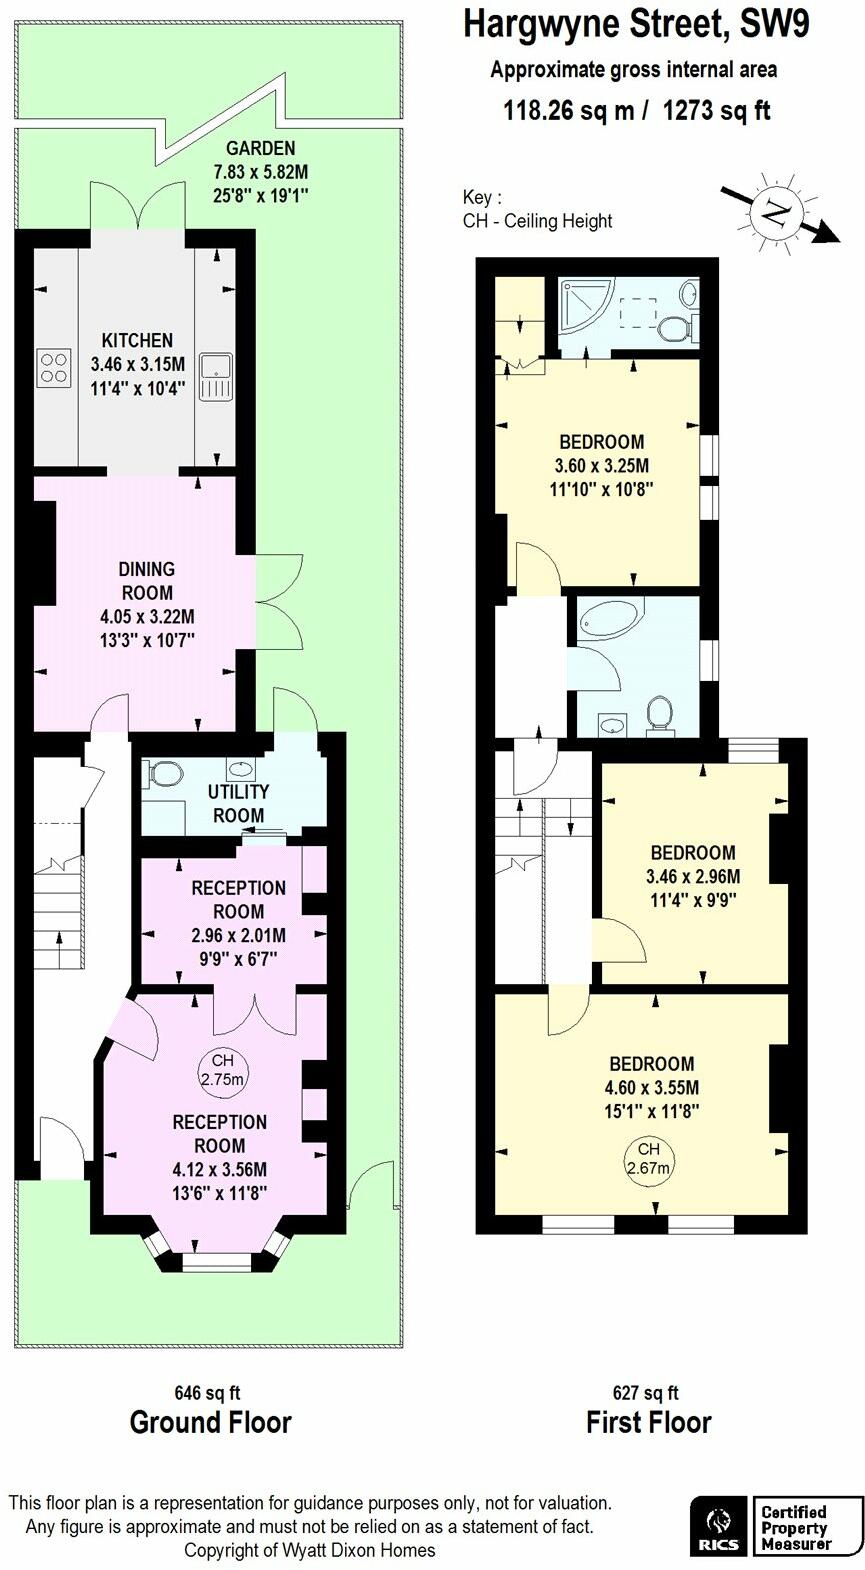 Hargwyne Street, SW9
Approximate gross internal area
118.26 sq m / 1273 sq ft
Key :
CH - Ceiling Height
N
GARDEN
7.83 x 5.82M
25'8" x 19'1"
KITCHEN
3.46 x 3.15M
11'4" x 10'4"
DINING
ROOM
4.05 x 3.22M
13'3" x 10'7"
UTILITY
ROOM
RECEPTION
ROOM
2.96 x 2.01M
9'9" x 6'7"
CH
2.75m
RECEPTION
ROOM
4.12 x 3.56M
13'6" x 11'8"
646 sq ft
Ground Floor
BEDROOM
3.60 x 3.25M
11'10" x 10'8"
BEDROOM
3.46 x 2.96M
11'4" x 9'9"
BEDROOM
4.60 x 3.55M
15'1" x 11'8"
CH
2.67m
627 sq ft
First Floor
This floor plan is a representation for guidance purposes only, not for valuation.
Any figure is approximate and must not be relied on as a statement of fact.
Copyright of Wyatt Dixon Homes
RICS
Certified
Property
Measurer